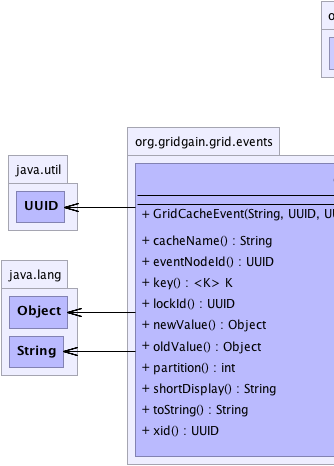 o
org.gridgain.grid.events
java.util
UUID
+ GridCacheEvent(String, UUID, UU
+ cacheName() : String
+ eventNodeId() : UUID
+ key() : <K> K
+ lockId() : UUID
+ newValue() : Object
+ oldValue() : Object
+ partition() : int
+ shortDisplay() : String
+ toString() : String
+ xid() : UUID
java.lang
Object
String